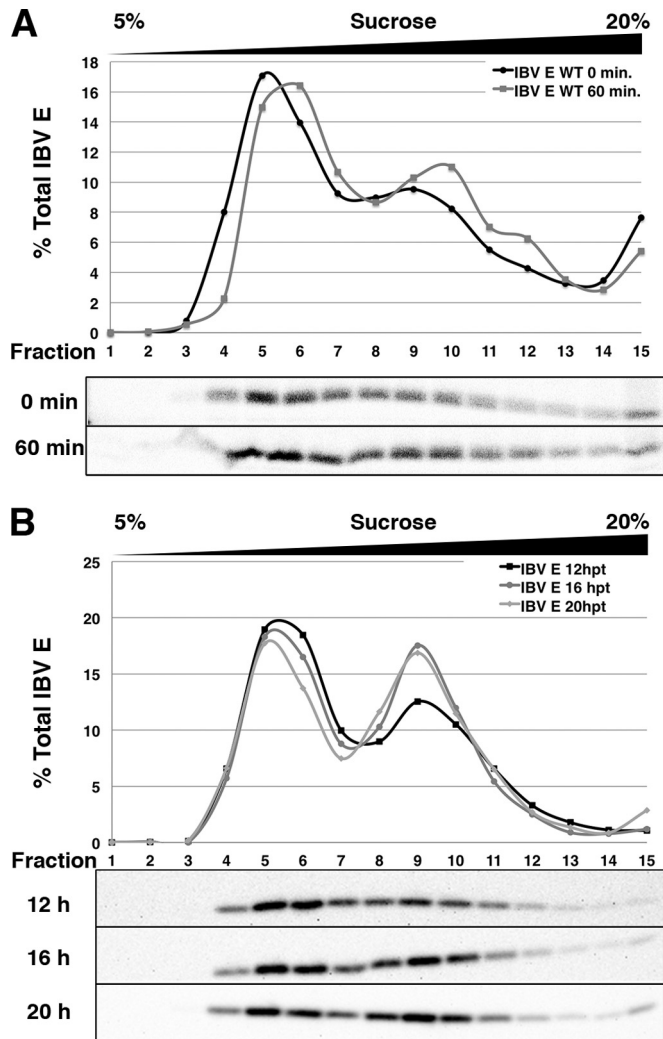 A
5% Sucrose 20%
18
16
14
12
10
8
6
4
2
0
% Total IBV E
IBV E WT 0 min.
IBV E WT 60 min.
Fraction 1 2 3 4 5 6 7 8 9 10 11 12 13 14 15
0 min
60 min
B
5% Sucrose 20%
25
20
15
10
5
0
% Total IBV E
IBV E 12hpt
IBV E 16 hpt
IBV E 20hpt
Fraction 1 2 3 4 5 6 7 8 9 10 11 12 13 14 15
12 h
16 h
20 h